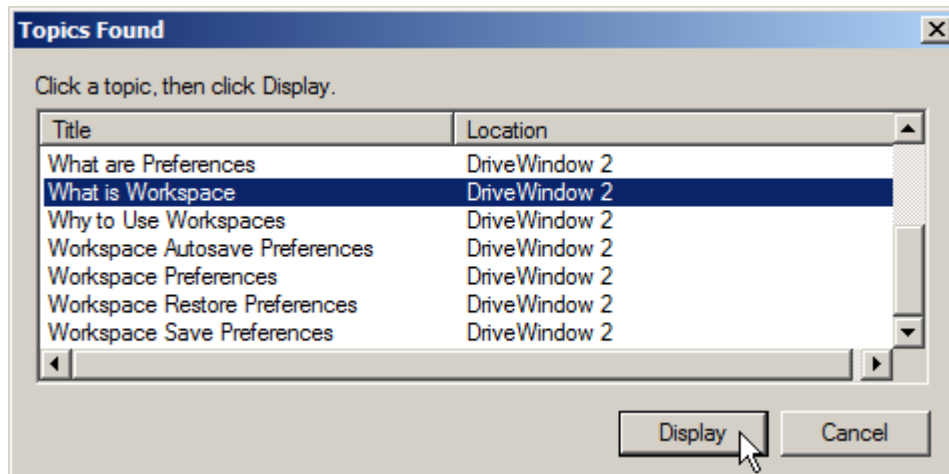 Topics Found
Click a topic, then click Display.
Title Location
What are Preferences DriveWindow 2
What is Workspace DriveWindow 2
Why to Use Workspaces DriveWindow 2
Workspace Autosave Preferences DriveWindow 2
Workspace Preferences DriveWindow 2
Workspace Restore Preferences DriveWindow 2
Workspace Save Preferences DriveWindow 2
Display Cancel